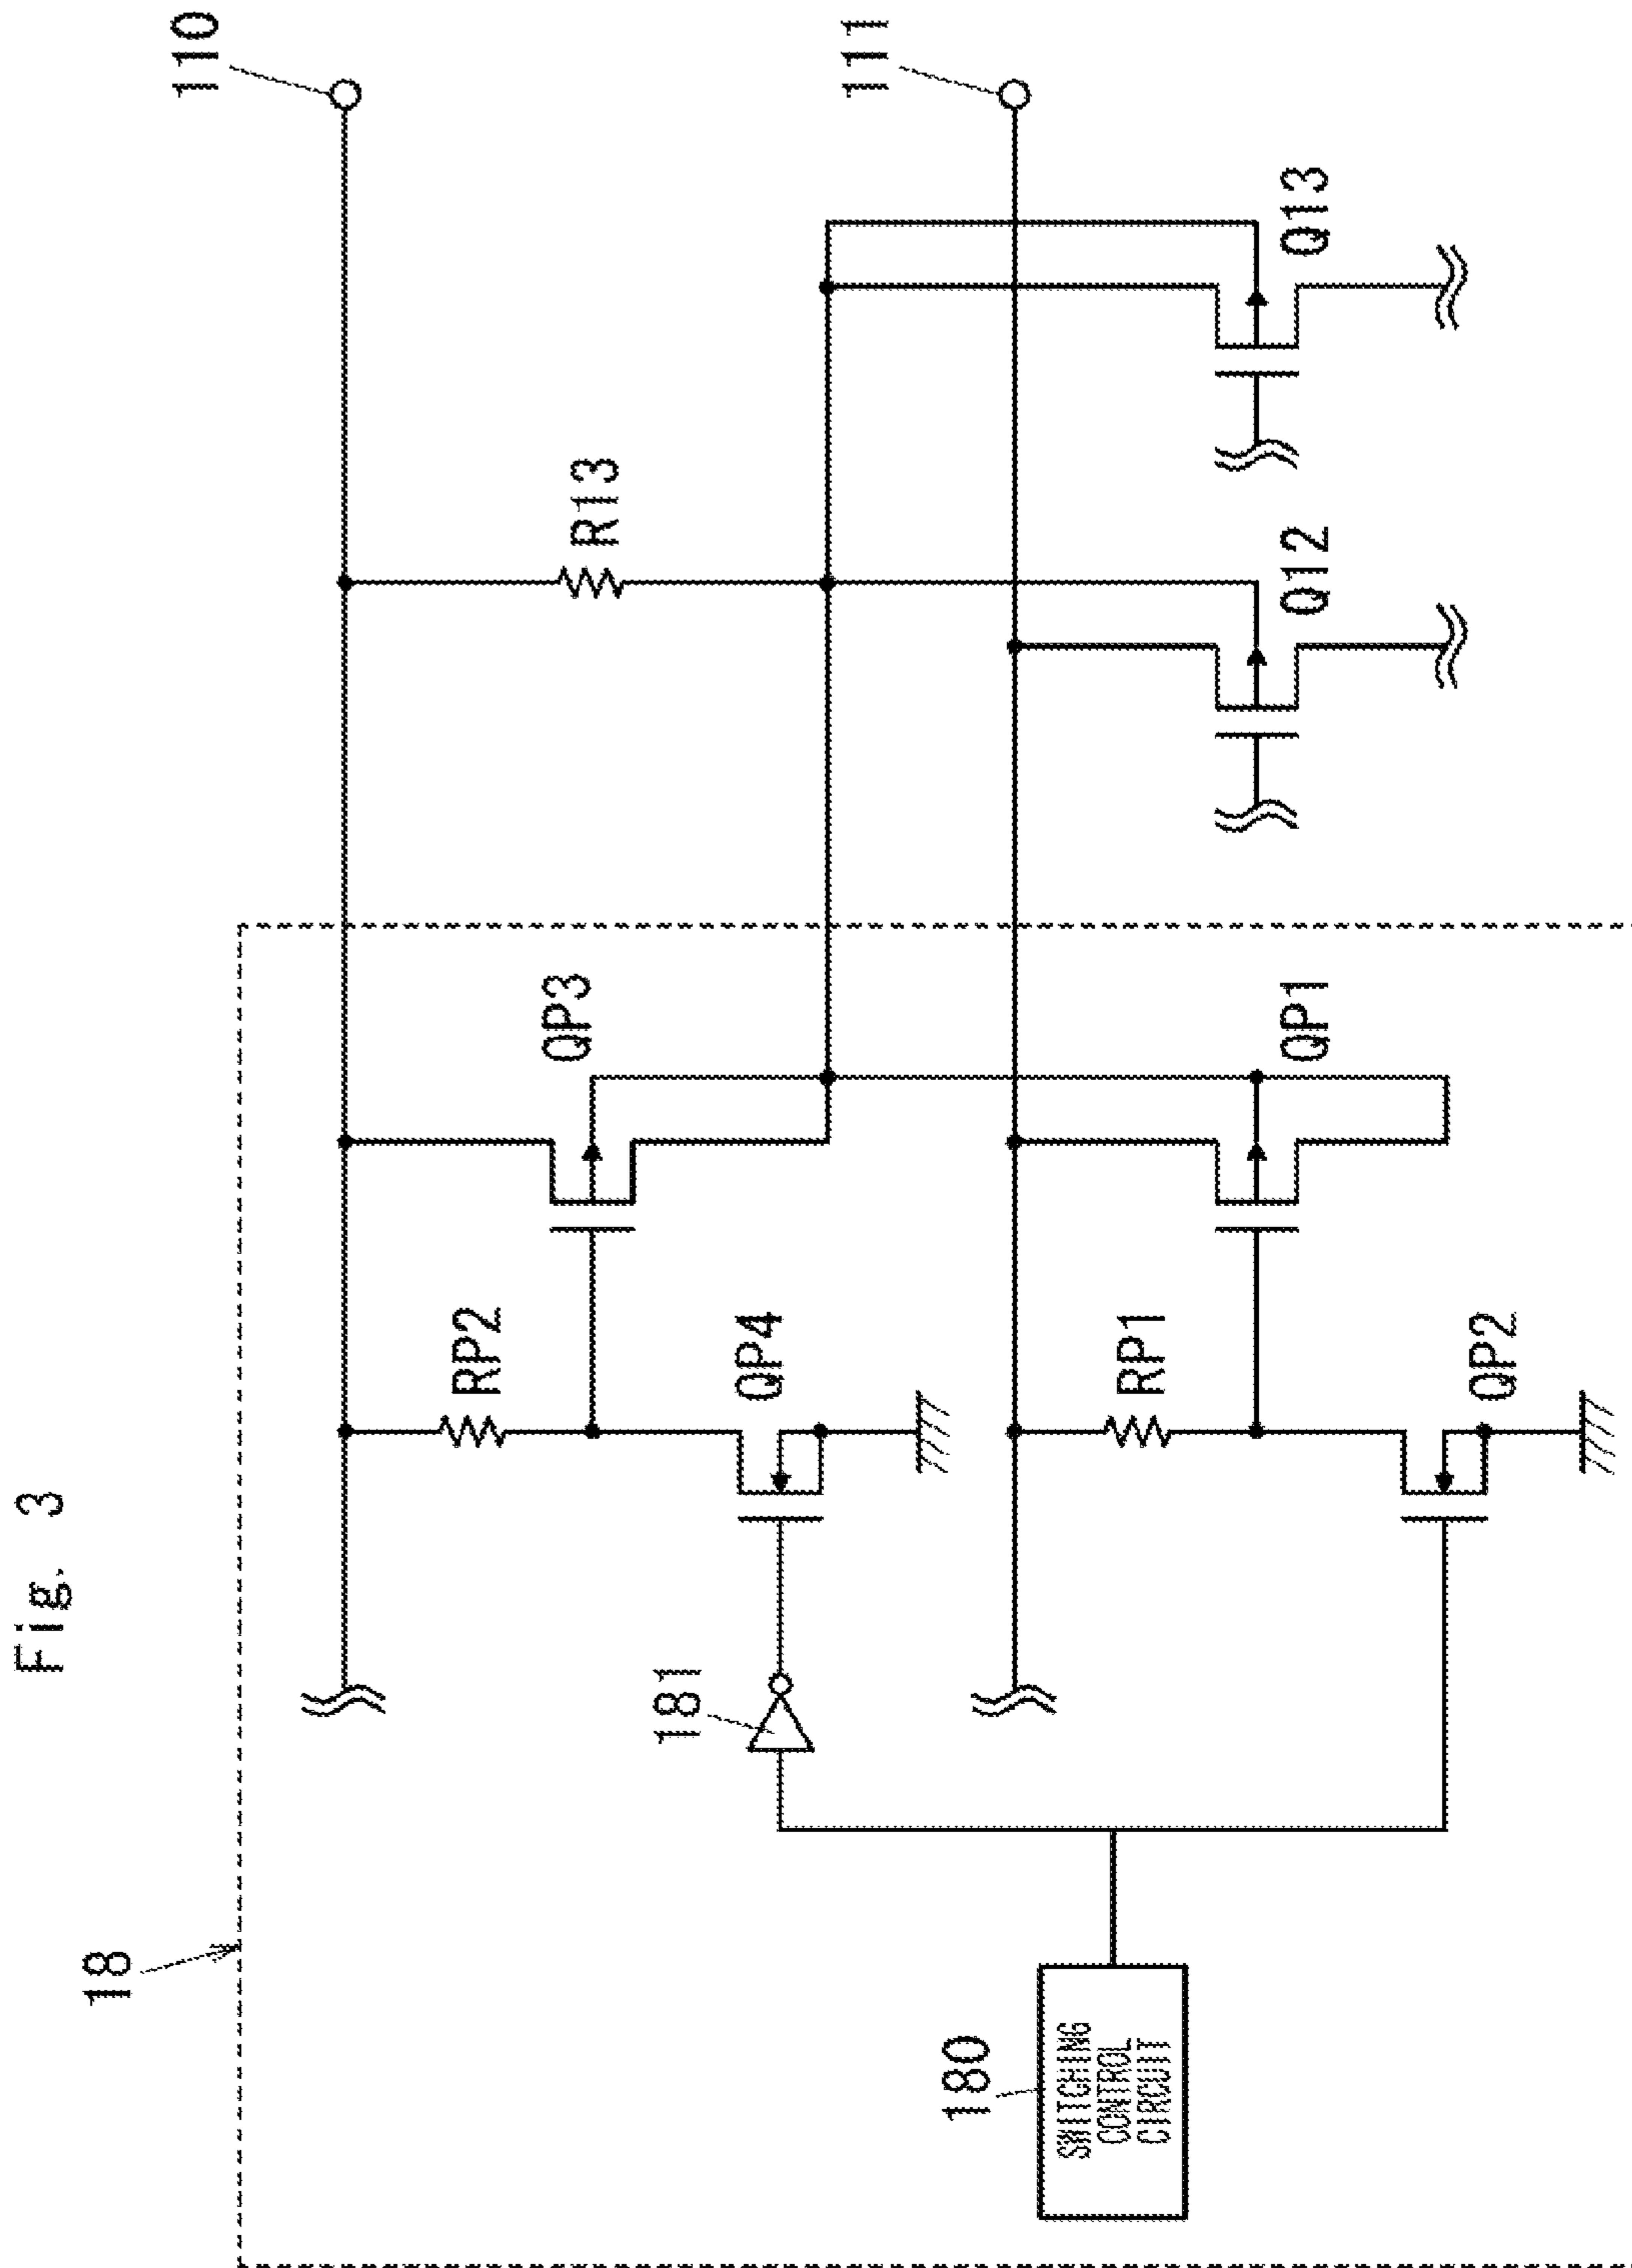 Fig. 3
18
110
RP2
QP3
R13
181
QP4
111
180
SWITCHING
CONTROL
CIRCUIT
RP1
QP1
Q12
Q13
QP2